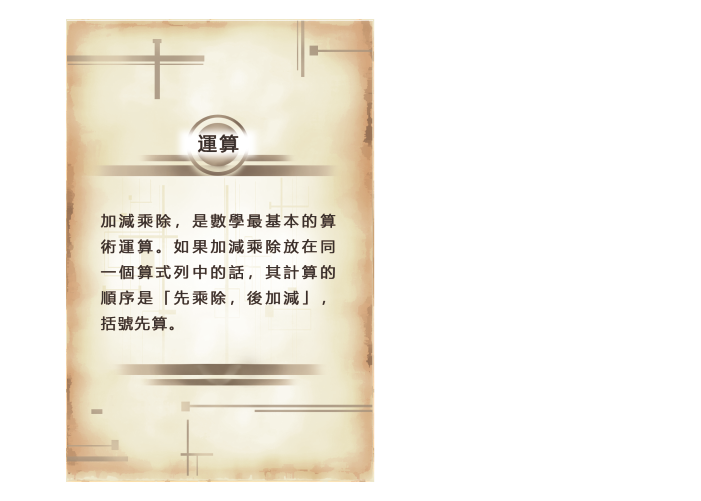 運算
加減乘除，是數學最基本的算
術運算。如果加減乘除放在同
一個算式列中的話，其計算的
順序是「先乘除，後加減」，
括號先算。